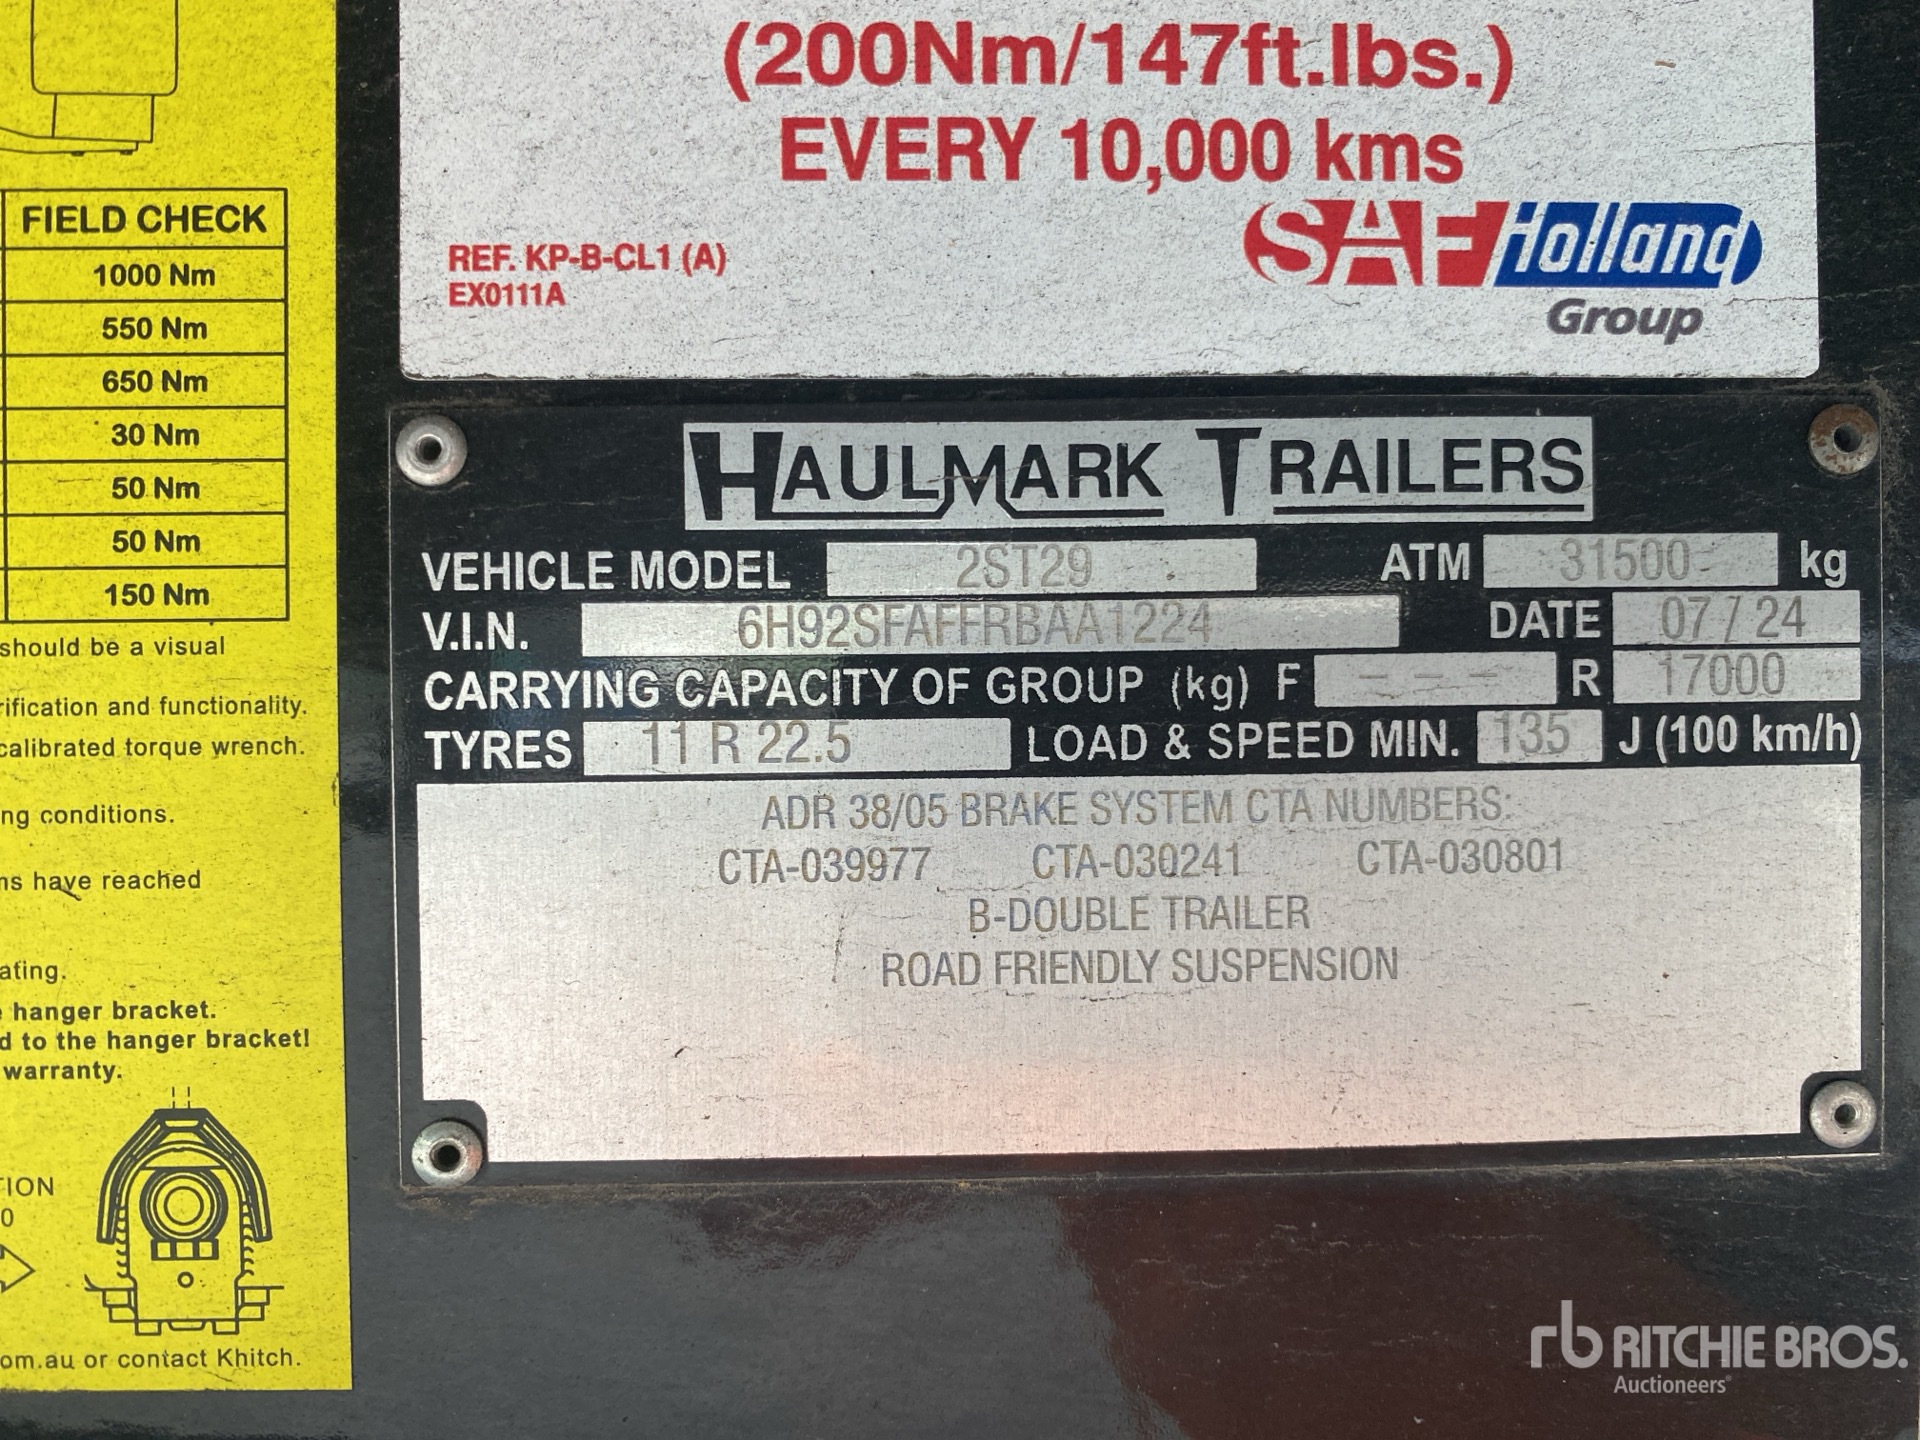 (200Nm/147ft.lbs.)
EVERY 10,000 kms
REF. KP-B-CL1 (A)
EX0111A
SAF Holland
Group
FIELD CHECK
1000 Nm
550 Nm
650 Nm
30 Nm
50 Nm
50 Nm
150 Nm
should be a visual
rification and functionality.
calibrated torque wrench.
ng conditions.
ns have reached
ating.
hanger bracket.
d to the hanger bracket!
warranty.
TION
0
om.au or contact Khitch.
HAULMARK TRAILERS
VEHICLE MODEL 2ST29 ATM 31500 kg
V.I.N. 6H92SFAFFRBAA1224 DATE 07/24
CARRYING CAPACITY OF GROUP (kg) F - - - R 17000
TYRES 11 R 22.5 LOAD & SPEED MIN. 135 J (100 km/h)
ADR 38/05 BRAKE SYSTEM CTA NUMBERS:
CTA-039977 CTA-030241 CTA-030801
B-DOUBLE TRAILER
ROAD FRIENDLY SUSPENSION
rb RITCHIE BROS.
Auctioneers